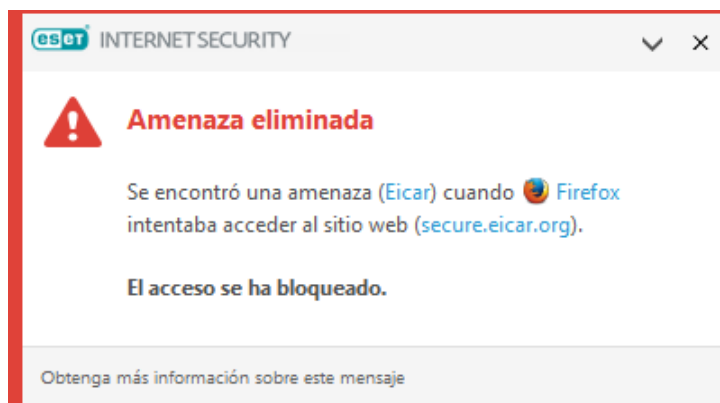 eset INTERNET SECURITY
Amenaza eliminada
Se encontró una amenaza (Eicar) cuando Firefox
intentaba acceder al sitio web (secure.eicar.org).
El acceso se ha bloqueado.
Obtenga más información sobre este mensaje